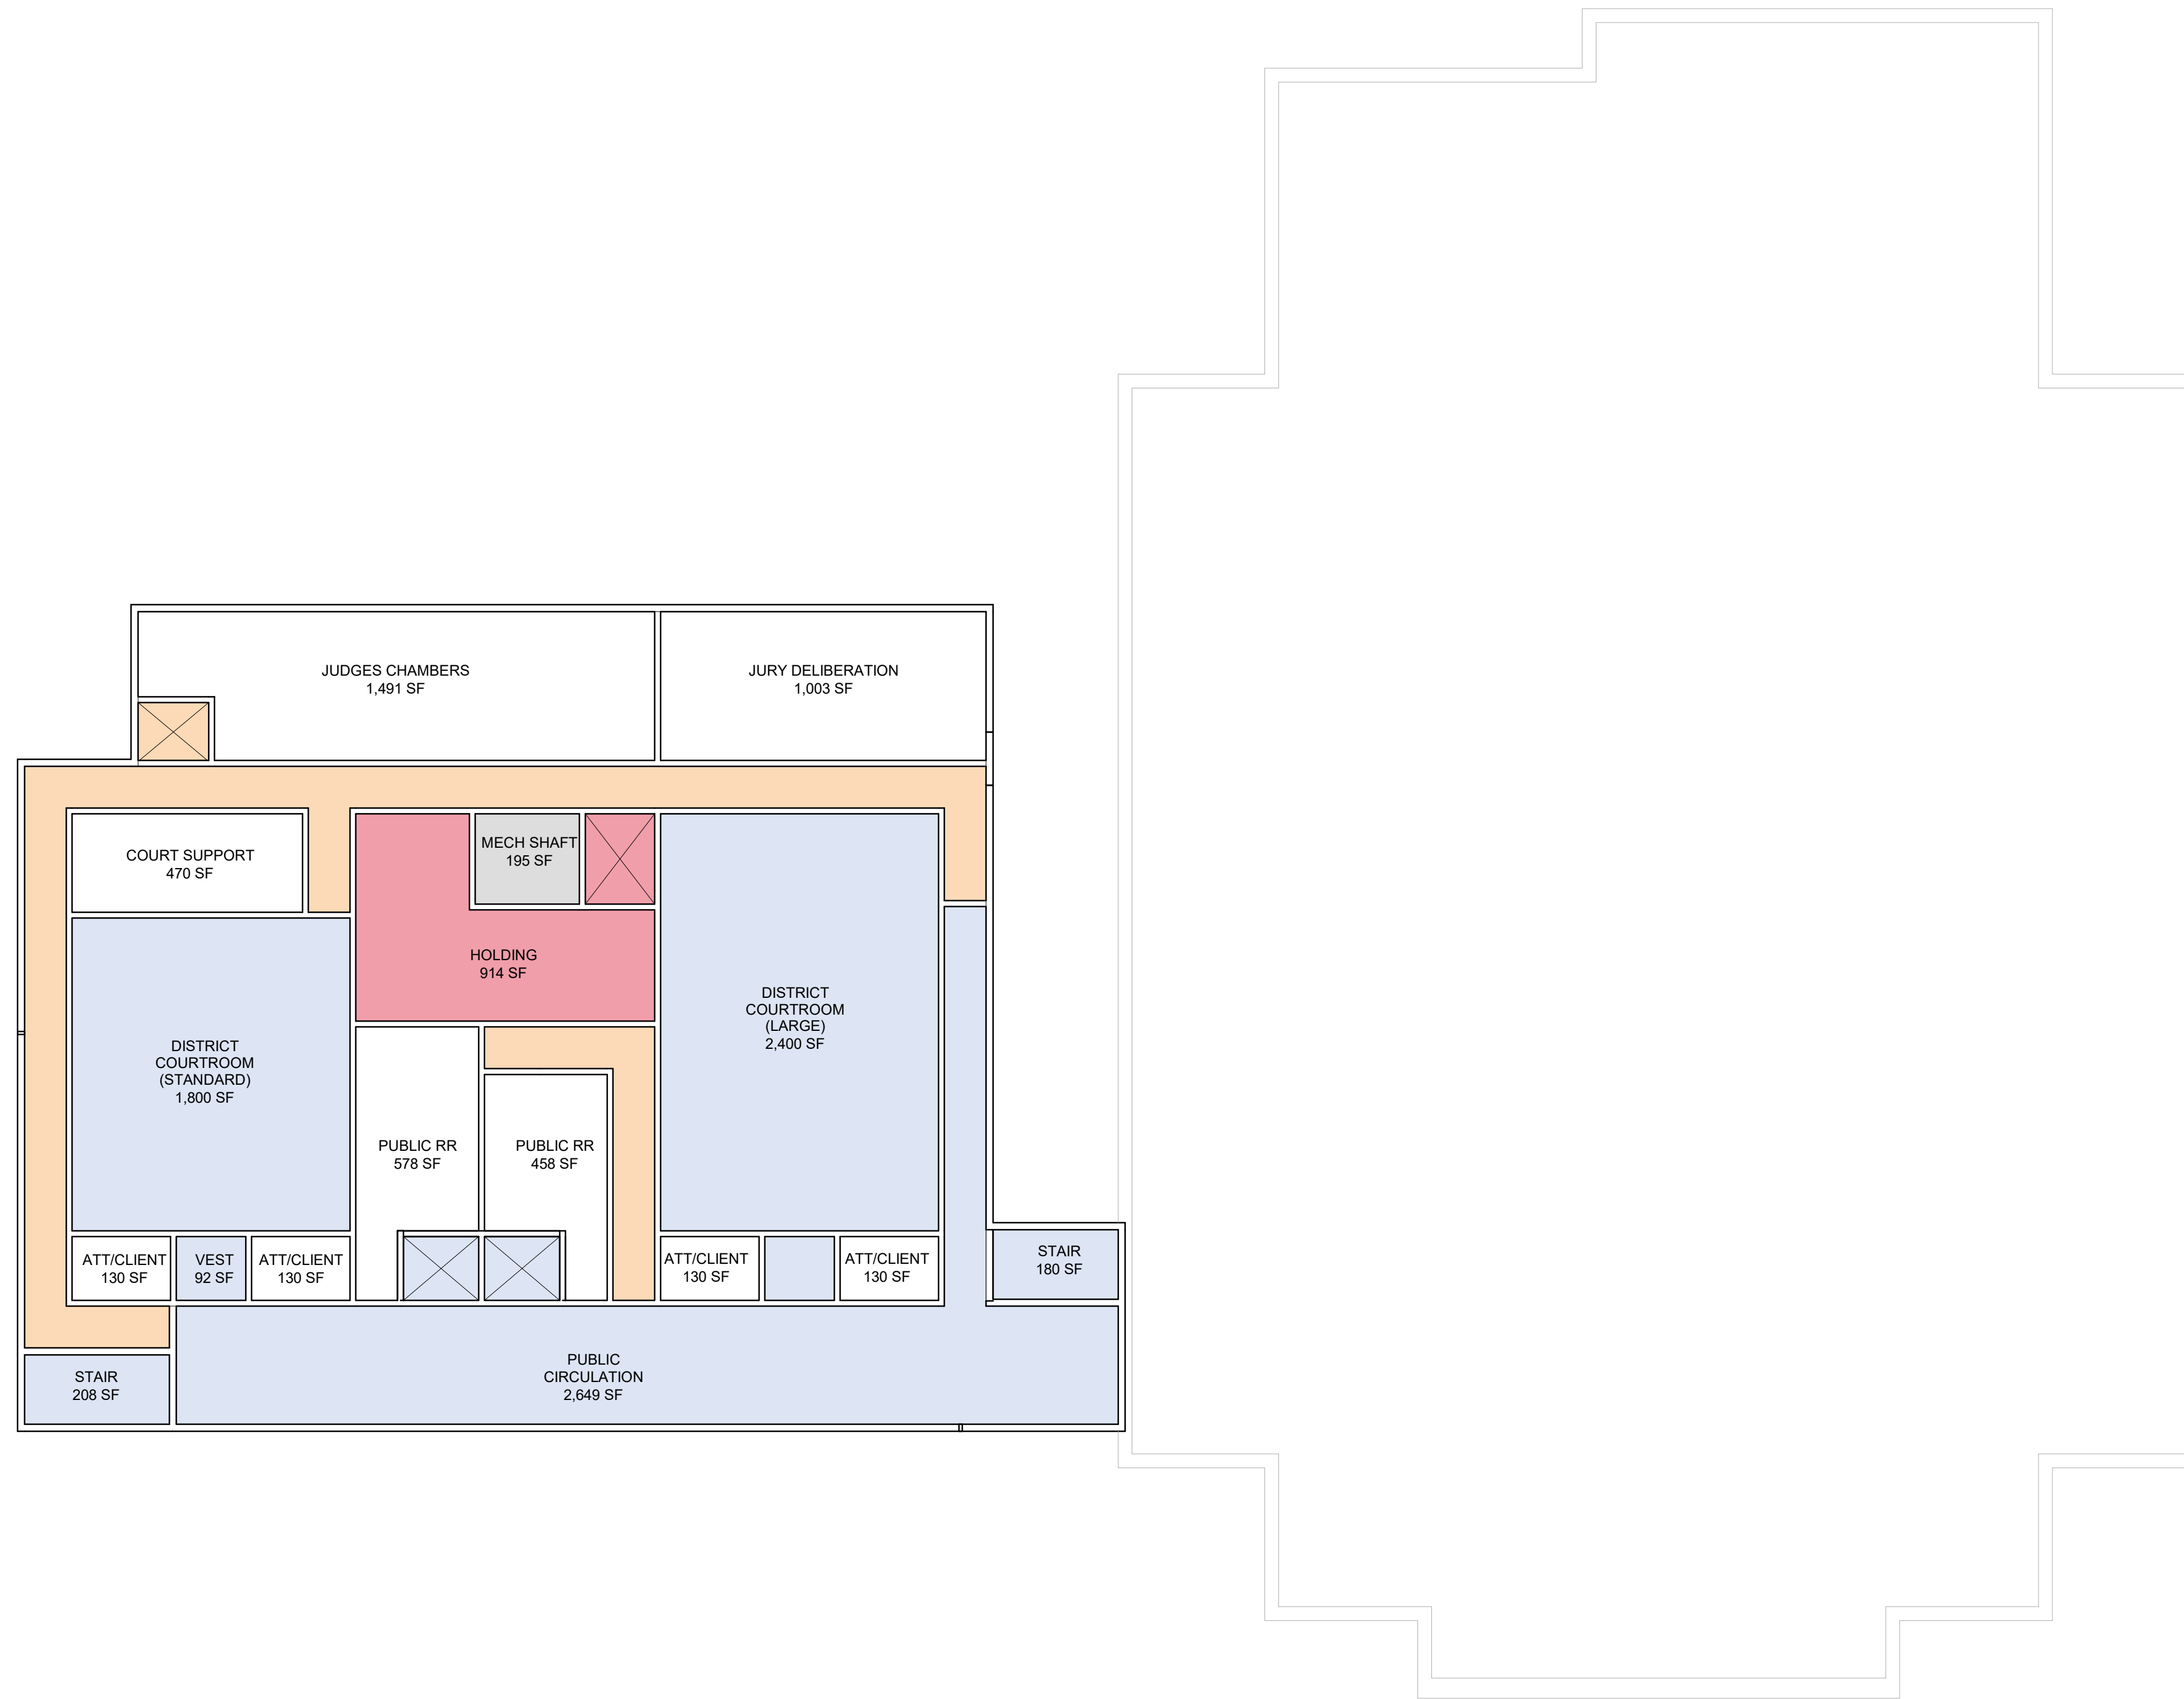 JUDGES CHAMBERS
1,491 SF
JURY DELIBERATION
1,003 SF
COURT SUPPORT
470 SF
MECH SHAFT
195 SF
HOLDING
914 SF
DISTRICT
COURTROOM
(LARGE)
2,400 SF
DISTRICT
COURTROOM
(STANDARD)
1,800 SF
PUBLIC RR
578 SF
PUBLIC RR
458 SF
ATT/CLIENT
130 SF
VEST
92 SF
ATT/CLIENT
130 SF
ATT/CLIENT
130 SF
ATT/CLIENT
130 SF
STAIR
180 SF
STAIR
208 SF
PUBLIC
CIRCULATION
2,649 SF